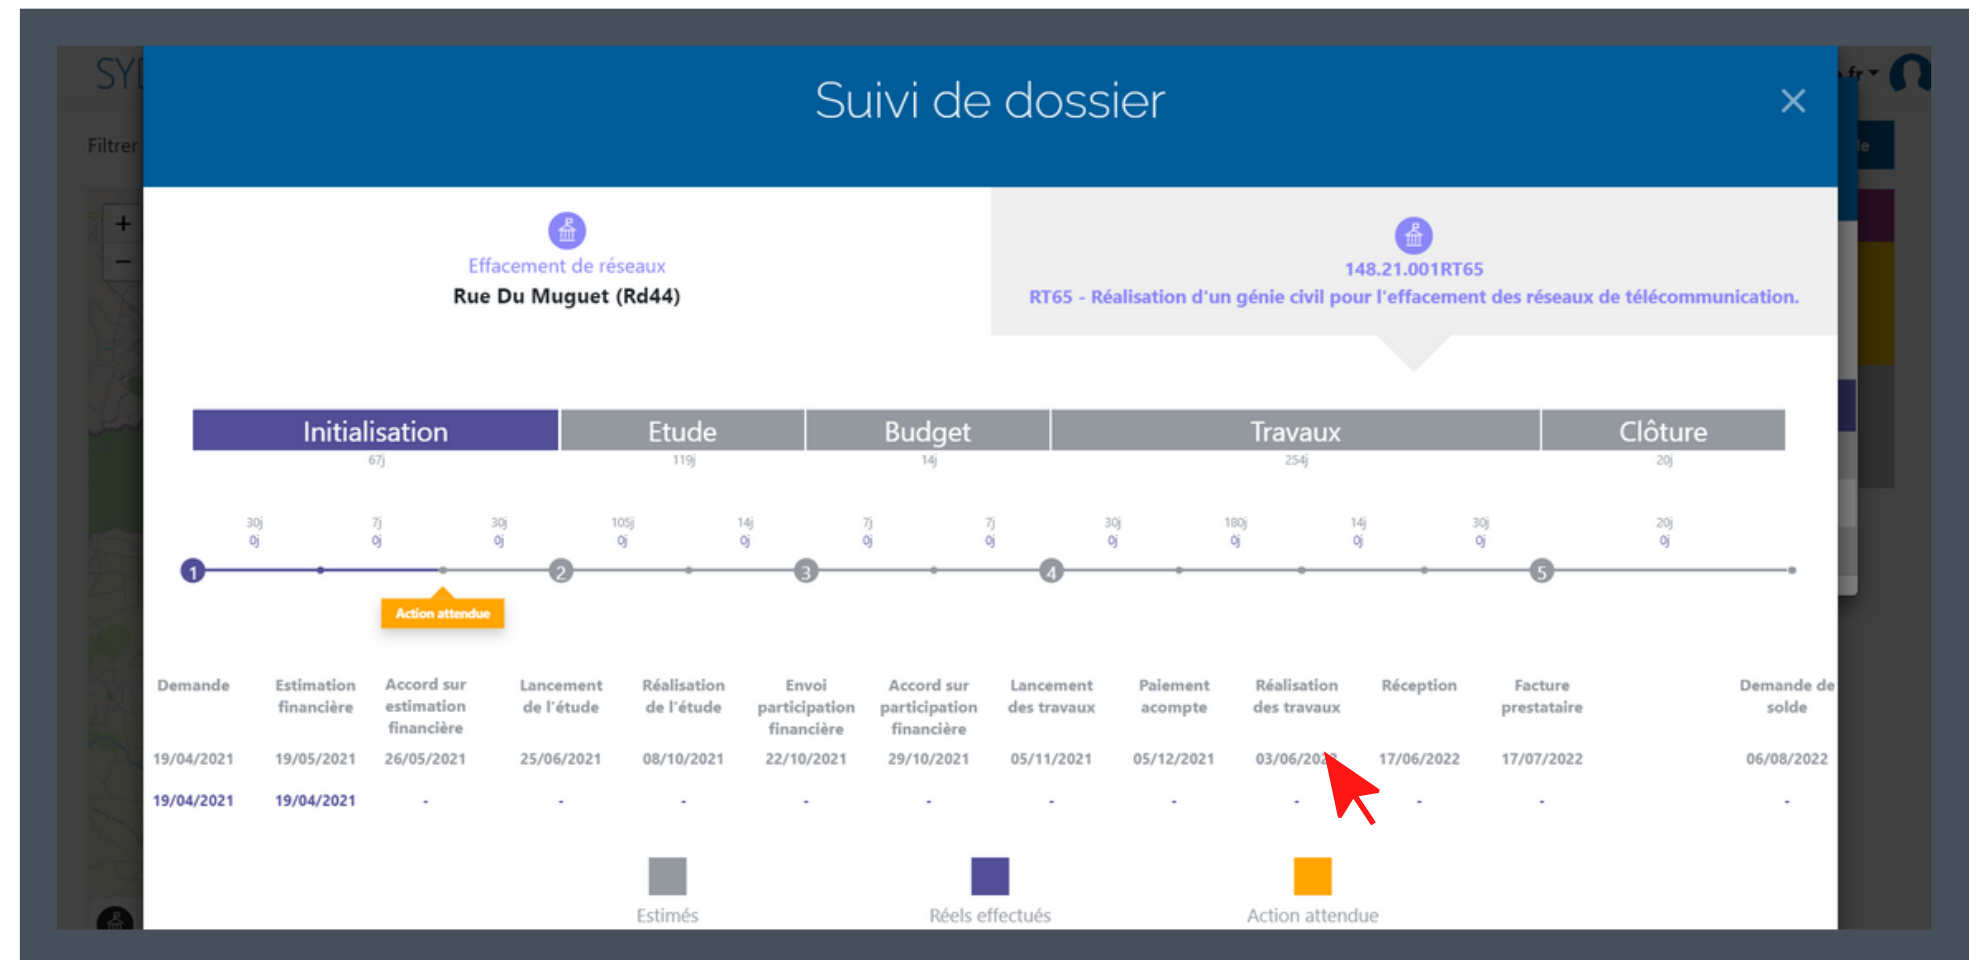 SYD
fr
Suivi de dossier
×
Filtrer
le
+
−
Effacement de réseaux
Rue Du Muguet (Rd44)
148.21.001RT65
RT65 - Réalisation d'un génie civil pour l'effacement des réseaux de télécommunication.
Initialisation Etude Budget Travaux Clôture
67j 119j 14j 254j 20j
30j 7j 30j 105j 14j 7j 7j 30j 180j 14j 30j 20j
0j 0j 0j 0j 0j 0j 0j 0j 0j 0j 0j 0j
1 2 3 4 5
Action attendue
Demande Estimation Accord sur Lancement Réalisation Envoi Accord sur Lancement Paiement Réalisation Réception Facture Demande de
financière estimation de l'étude de l'étude participation participation des travaux acompte des travaux prestataire solde
financière financière financière
19/04/2021 19/05/2021 26/05/2021 25/06/2021 08/10/2021 22/10/2021 29/10/2021 05/11/2021 05/12/2021 03/06/2022 17/06/2022 17/07/2022 06/08/2022
19/04/2021 19/04/2021 - - - - - - - - - - -
Estimés Réels effectués Action attendue